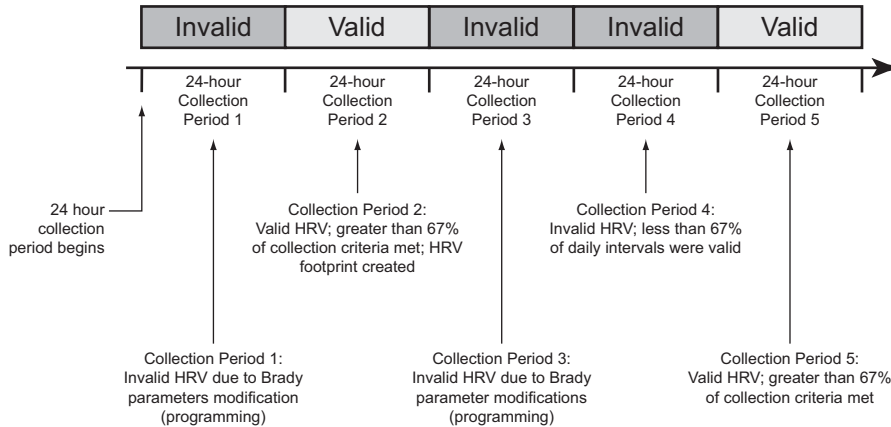 Invalid
Valid
Invalid
Invalid
Valid
24-hour
Collection
Period 1
24-hour
Collection
Period 2
24-hour
Collection
Period 3
24-hour
Collection
Period 4
24-hour
Collection
Period 5
24 hour
collection
period begins
Collection Period 2:
Valid HRV; greater than 67%
of collection criteria met; HRV
footprint created
Collection Period 4:
Invalid HRV; less than 67%
of daily intervals were valid
Collection Period 1:
Invalid HRV due to Brady
parameters modification
(programming)
Collection Period 3:
Invalid HRV due to Brady
parameter modifications
(programming)
Collection Period 5:
Valid HRV; greater than 67%
of collection criteria met